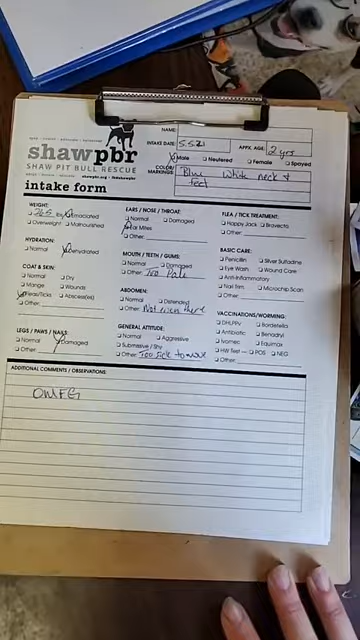 shawpbr
SHAW PIT BULL RESCUE
intake form
NAME:
INTAKE DATE: 5.5.21 APPX. AGE: 2 yrs
Male Neutered Female Spayed
COLOR/
MARKINGS: Blue white neck &
feet
WEIGHT:
Emaciated
Overweight Malnourished
HYDRATION
Normal Dehydrated
COAT & SKIN:
Normal Dry
Mange Wounds
Fleas/Ticks Abscess(es)
Other:
LEGS / PAWS / NAILS:
Normal Damaged
Other:
EARS / NOSE / THROAT:
Normal Damaged
Ear Mites
Other:
MOUTH / TEETH / GUMS:
Normal Damaged
Other: Too Pale
ABDOMEN:
Normal Distended
Other: Not even there
GENERAL ATTITUDE:
Normal Aggressive
Submissive / Shy
Other: Too sick to move
FLEA / TICK TREATMENT:
Happy Jack Bravecto
Other:
BASIC CARE:
Penicillin Silver Sulfadine
Eye Wash Wound Care
Anti-Inflammatory
Nail Trim Microchip Scan
Other:
VACCINATIONS/WORMING:
DHLPPV Bordetella
Antibiotic Benadryl
Ivomec Equimax
HW Test — POS NEG
Other:
ADDITIONAL COMMENTS / OBSERVATIONS:
OMFG